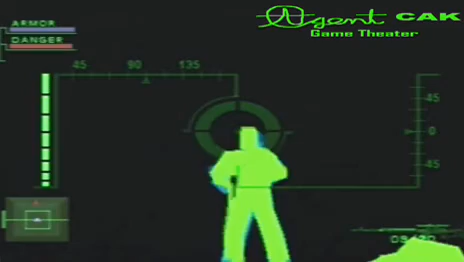 ARMOR
DANGER
Agent CAK
Game Theater
45 90 135
45
0
45